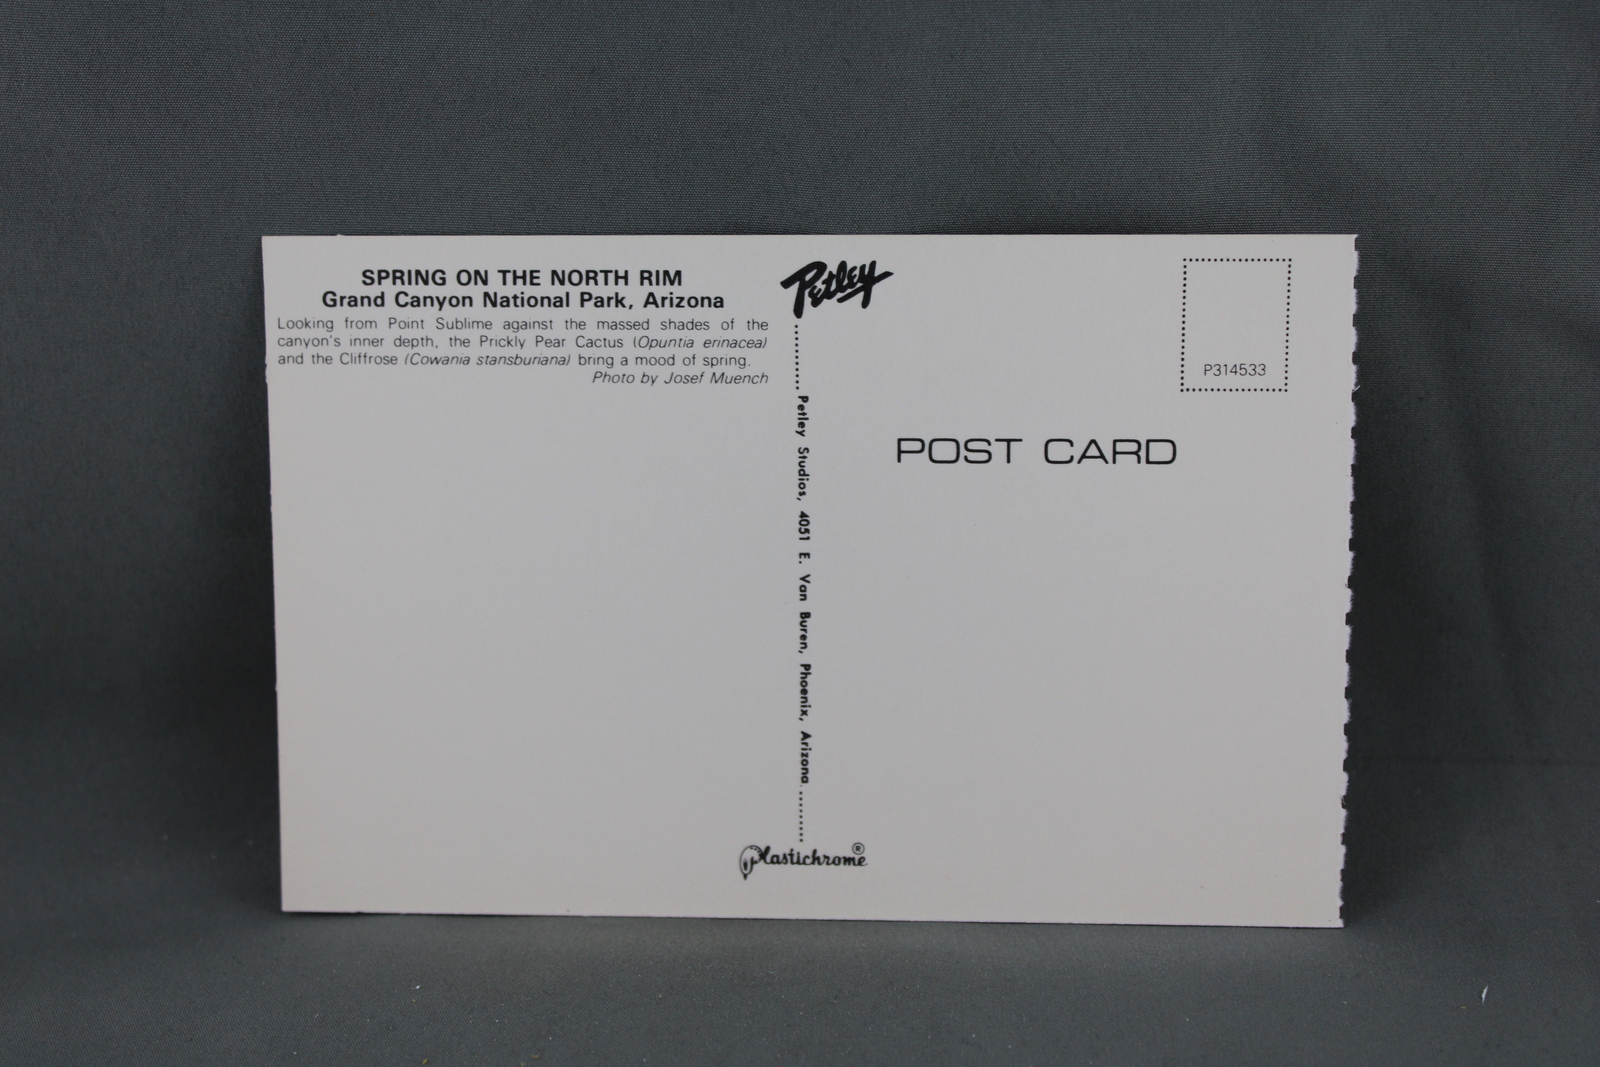 SPRING ON THE NORTH RIM
Grand Canyon National Park, Arizona
Looking from Point Sublime against the massed shades of the
canyon's inner depth, the Prickly Pear Cactus (Opuntia erinacea)
and the Cliffrose (Cowania stansburiana) bring a mood of spring.
Photo by Josef Muench
Petley
Petley Studios, 4051 E. Van Buren, Phoenix, Arizona
Plastichrome®
P314533
POST CARD